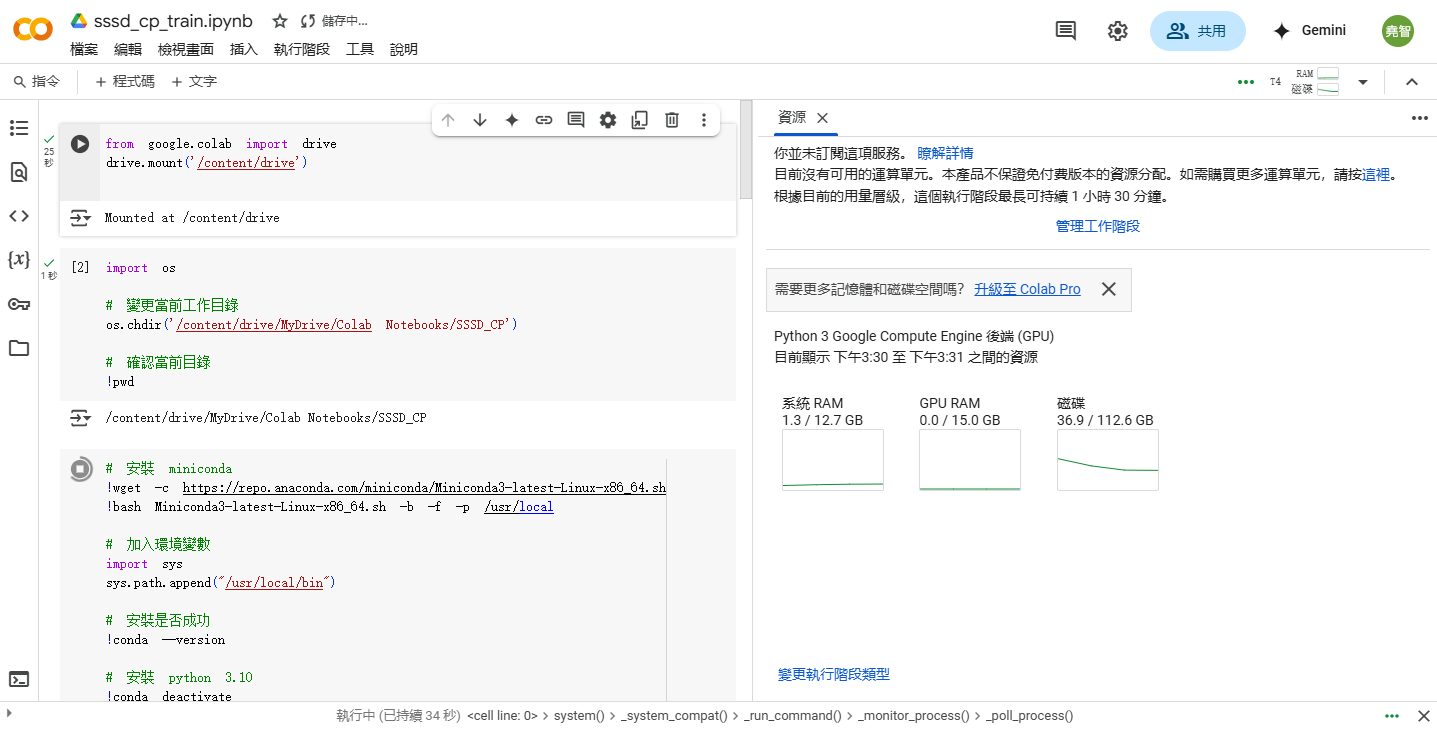 CO
sssd_cp_train.ipynb
儲存中...
檔案 編輯 檢視畫面 插入 執行階段 工具 說明
共用
Gemini
堯智
指令
+ 程式碼 + 文字
T4
RAM
磁碟
25
秒
from google.colab import drive
drive.mount('/content/drive')
Mounted at /content/drive
1 秒
[2]
import os
# 變更當前工作目錄
os.chdir('/content/drive/MyDrive/Colab Notebooks/SSSD_CP')
# 確認當前目錄
!pwd
/content/drive/MyDrive/Colab Notebooks/SSSD_CP
# 安裝 miniconda
!wget -c https://repo.anaconda.com/miniconda/Miniconda3-latest-Linux-x86_64.sh
!bash Miniconda3-latest-Linux-x86_64.sh -b -f -p /usr/local
# 加入環境變數
import sys
sys.path.append("/usr/local/bin")
# 安裝是否成功
!conda --version
# 安裝 python 3.10
!conda deactivate
資源
你並未訂閱這項服務。 瞭解詳情
目前沒有可用的運算單元。本產品不保證免付費版本的資源分配。如需購買更多運算單元，請按這裡。
根據目前的用量層級，這個執行階段最長可持續 1 小時 30 分鐘。
管理工作階段
需要更多記憶體和磁碟空間嗎？ 升級至 Colab Pro
Python 3 Google Compute Engine 後端 (GPU)
目前顯示 下午3:30 至 下午3:31 之間的資源
系統 RAM
1.3 / 12.7 GB
GPU RAM
0.0 / 15.0 GB
磁碟
36.9 / 112.6 GB
變更執行階段類型
執行中 (已持續 34 秒) <cell line: 0> > system() > _system_compat() > _run_command() > _monitor_process() > _poll_process()